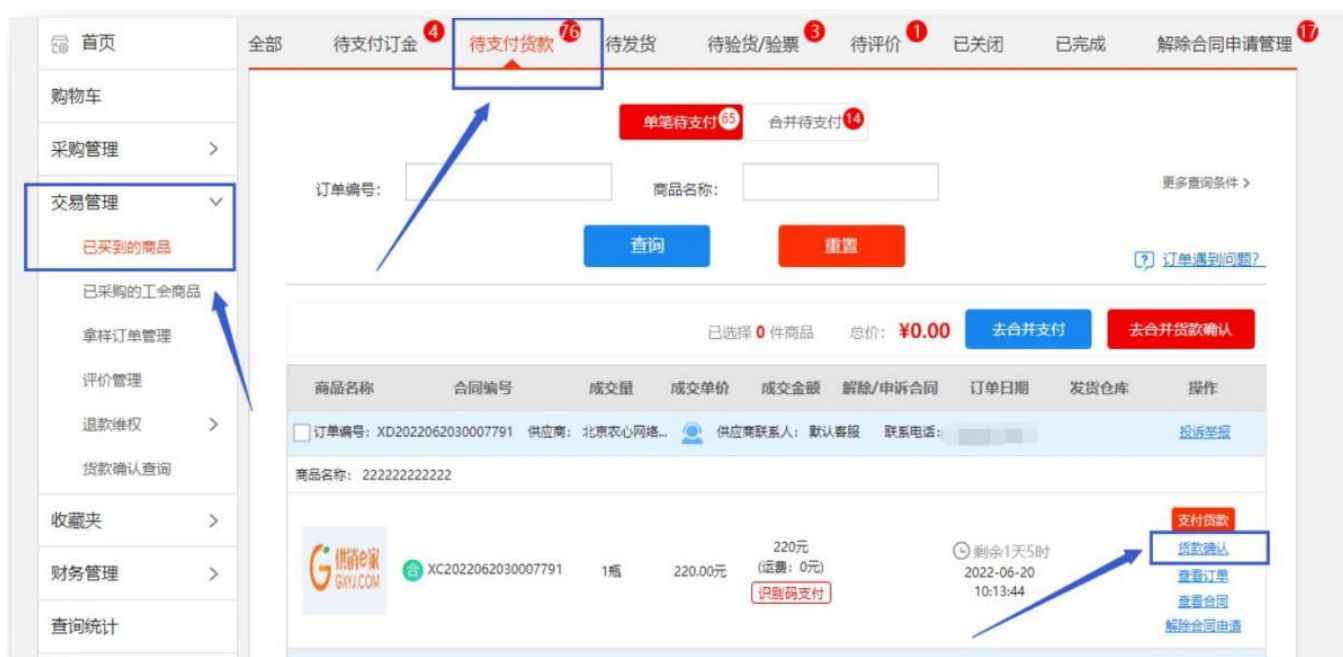 首页
全部 待支付订金 4 待支付货款 76 待发货 待验货/验票 3 待评价 1 已关闭 已完成 解除合同申请管理 17
购物车
单笔待支付 65 合并待支付 14
采购管理
订单编号: 商品名称: 更多查询条件
交易管理
查询 重置
已买到的商品
? 订单遇到问题?
已采购的工会商品
已选择 0 件商品 总价: ¥0.00 去合并支付 去合并货款确认
拿样订单管理
评价管理
商品名称 合同编号 成交量 成交单价 成交金额 解除/申诉合同 订单日期 发货仓库 操作
退款维权
订单编号: XD2022062030007791 供应商: 北京农心网络... 供应商联系人: 默认客服 联系电话: 投诉举报
货款确认查询
商品名称: 222222222222
收藏夹
支付货款
供销e家
GXYJ.COM
合 XC2022062030007791 1瓶 220.00元
220元
(运费: 0元)
识别码支付
剩余1天5时
2022-06-20
10:13:44
货款确认
查看订单
查看合同
解除合同申请
财务管理
查询统计